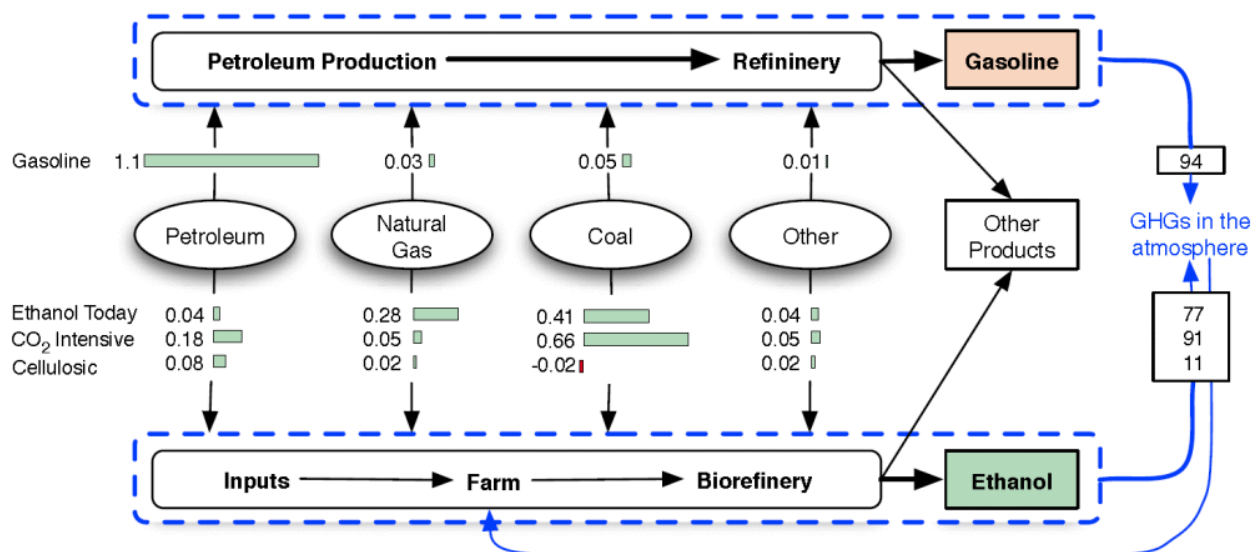 Petroleum Production
Refininery
Gasoline
Gasoline 1.1 0.03 0.05 0.01
94
Petroleum
Natural
Gas
Coal
Other
Other
Products
GHGs in the
atmosphere
Ethanol Today 0.04 0.28 0.41 0.04 77
CO2 Intensive 0.18 0.05 0.66 0.05 91
Cellulosic 0.08 0.02 -0.02 0.02 11
Inputs
Farm
Biorefinery
Ethanol